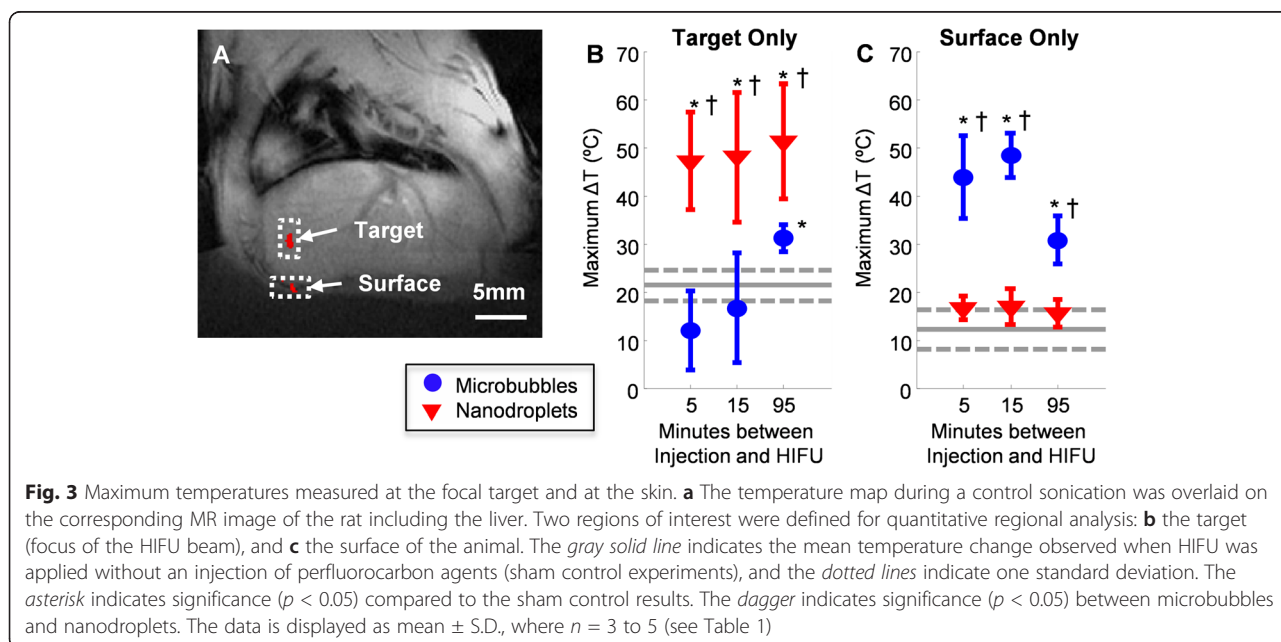 A
Target
Surface
5mm
Microbubbles
Nanodroplets
B
Target Only
Maximum ΔT (ºC)
70
60
50
40
30
20
10
0
* †
* †
* †
*
5 15 95
Minutes between
Injection and HIFU
C
Surface Only
Maximum ΔT (ºC)
70
60
50
40
30
20
10
0
* †
* †
* †
5 15 95
Minutes between
Injection and HIFU
Fig. 3 Maximum temperatures measured at the focal target and at the skin. a The temperature map during a control sonication was overlaid on
the corresponding MR image of the rat including the liver. Two regions of interest were defined for quantitative regional analysis: b the target
(focus of the HIFU beam), and c the surface of the animal. The gray solid line indicates the mean temperature change observed when HIFU was
applied without an injection of perfluorocarbon agents (sham control experiments), and the dotted lines indicate one standard deviation. The
asterisk indicates significance (p < 0.05) compared to the sham control results. The dagger indicates significance (p < 0.05) between microbubbles
and nanodroplets. The data is displayed as mean ± S.D., where n = 3 to 5 (see Table 1)